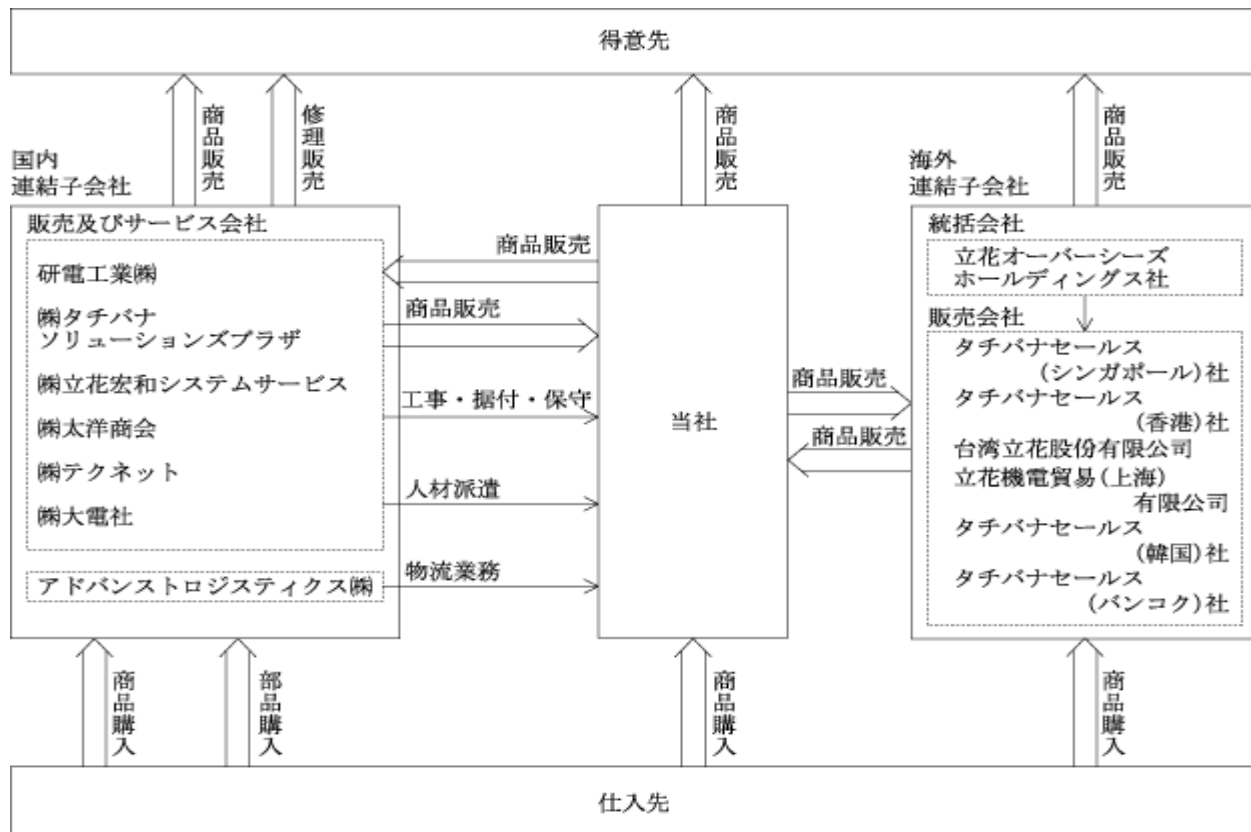 得意先
商品販売
修理販売
商品販売
商品販売
国内
連結子会社
海外
連結子会社
販売及びサービス会社
研電工業㈱
㈱タチバナ
ソリューションズプラザ
㈱立花宏和システムサービス
㈱太洋商会
㈱テクネット
㈱大電社
アドバンストロジスティクス㈱
商品販売
商品販売
工事・据付・保守
人材派遣
物流業務
当社
商品販売
商品販売
統括会社
立花オーバーシーズ
ホールディングス社
販売会社
タチバナセールス
(シンガポール)社
タチバナセールス
(香港)社
台湾立花股份有限公司
立花機電貿易(上海)
有限公司
タチバナセールス
(韓国)社
タチバナセールス
(バンコク)社
商品購入
部品購入
商品購入
商品購入
仕入先